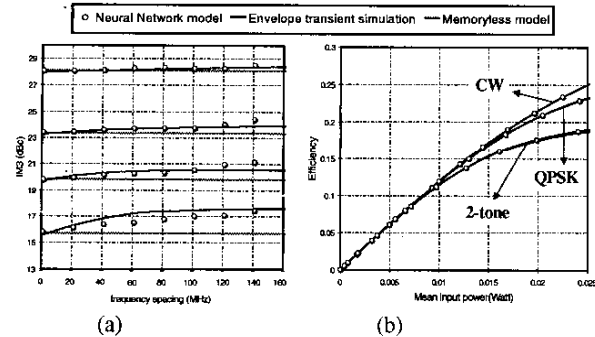 Neural Network model Envelope transient simulation Memoryless model
IM3 (dBc)
29
27
25
23
21
19
17
15
13
0 20 40 60 80 100 120 140 160
frequency spacing (MHz)
(a)
Efficiency
0.3
0.25
0.2
0.15
0.1
0.05
0
0 0.005 0.01 0.015 0.02 0.025
Mean Input power(Watt)
CW
QPSK
2-tone
(b)